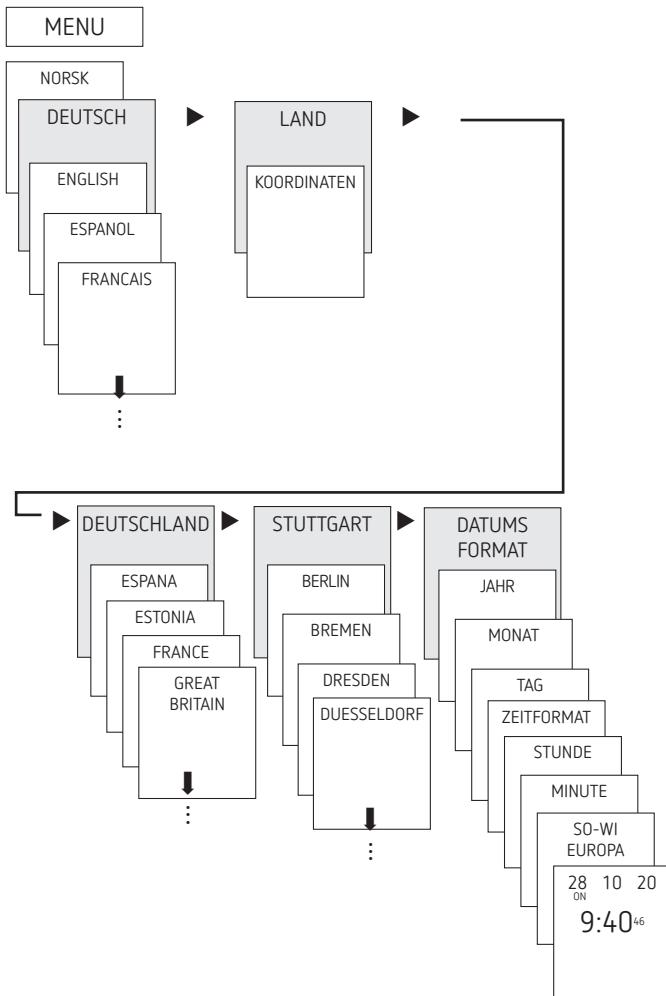 MENU
NORSK
DEUTSCH
ENGLISH
ESPANOL
FRANCAIS
LAND
KOORDINATEN
DEUTSCHLAND
ESPANA
ESTONIA
FRANCE
GREAT
BRITAIN
STUTTGART
BERLIN
BREMEN
DRESDEN
DUESSELDORF
DATUMS
FORMAT
JAHR
MONAT
TAG
ZEITFORMAT
STUNDE
MINUTE
SO-WI
EUROPA
28 10 20
ON
9:40 46